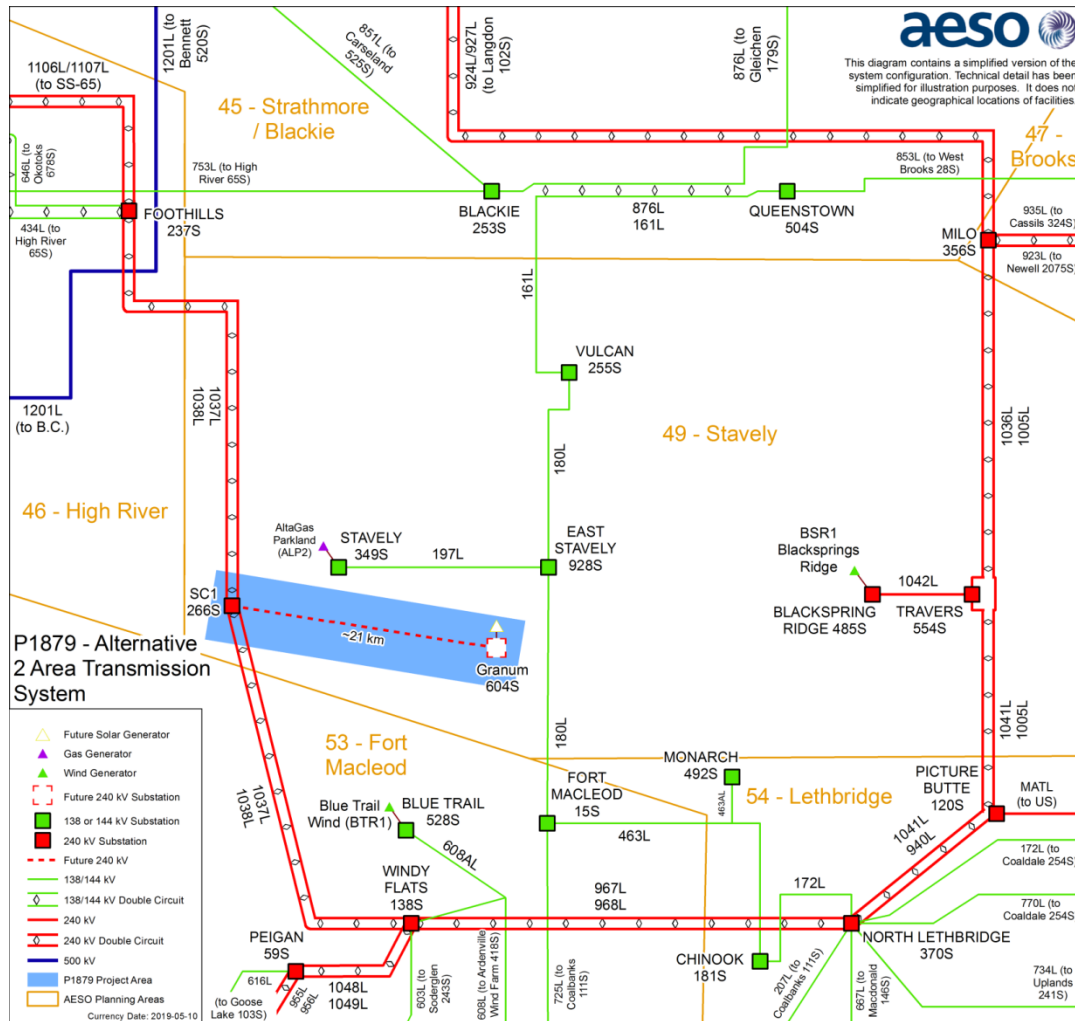 aeso
This diagram contains a simplified version of the
system configuration. Technical detail has been
simplified for illustration purposes. It does not
indicate geographical locations of facilities.
1106L/1107L
(to SS-65)
1201L (to
Bennett
520S)
851L (to
Carseland
525S)
924L/927L
(to Langdon
102S)
876L (to
Gleichen
179S)
45 - Strathmore
/ Blackie
47 -
Brooks
646L (to
Okotoks
678S)
753L (to High
River 65S)
853L (to West
Brooks 28S)
FOOTHILLS
237S
BLACKIE
253S
876L
161L
QUEENSTOWN
504S
434L (to
High River
65S)
MILO
356S
935L (to
Cassils 324S)
923L (to
Newell 2075S)
161L
VULCAN
255S
1201L
(to B.C.)
1037L
1038L
1036L
1005L
49 - Stavely
180L
46 - High River
AltaGas
Parkland
(ALP2)
STAVELY
349S
197L
EAST
STAVELY
928S
BSR1
Blacksprings
Ridge
1042L
SC1
266S
BLACKSPRING
RIDGE 485S
TRAVERS
554S
~21 km
Granum
604S
P1879 - Alternative
2 Area Transmission
System
Future Solar Generator
Gas Generator
Wind Generator
Future 240 kV Substation
138 or 144 kV Substation
240 kV Substation
Future 240 kV
138/144 kV
138/144 kV Double Circuit
240 kV
240 kV Double Circuit
500 kV
P1879 Project Area
AESO Planning Areas
Currency Date: 2019-05-10
180L
1041L
1005L
53 - Fort
Macleod
MONARCH
492S
54 - Lethbridge
PICTURE
BUTTE
120S
MATL
(to US)
1037L
1038L
Blue Trail
Wind (BTR1)
BLUE TRAIL
528S
FORT
MACLEOD
15S
463AL
463L
608AL
1041L
940L
172L (to
Coaldale 254S)
WINDY
FLATS
138S
967L
968L
172L
770L (to
Coaldale 254S)
PEIGAN
59S
NORTH LETHBRIDGE
370S
CHINOOK
181S
616L
(to Goose
Lake 103S)
955L
956L
1048L
1049L
603L (to
Soderglen
243S)
608L (to Ardenville
Wind Farm 418S)
725L (to
Coalbanks
111S)
207L (to
Coalbanks 111S)
667L (to
Macdonald
146S)
734L (to
Uplands
241S)